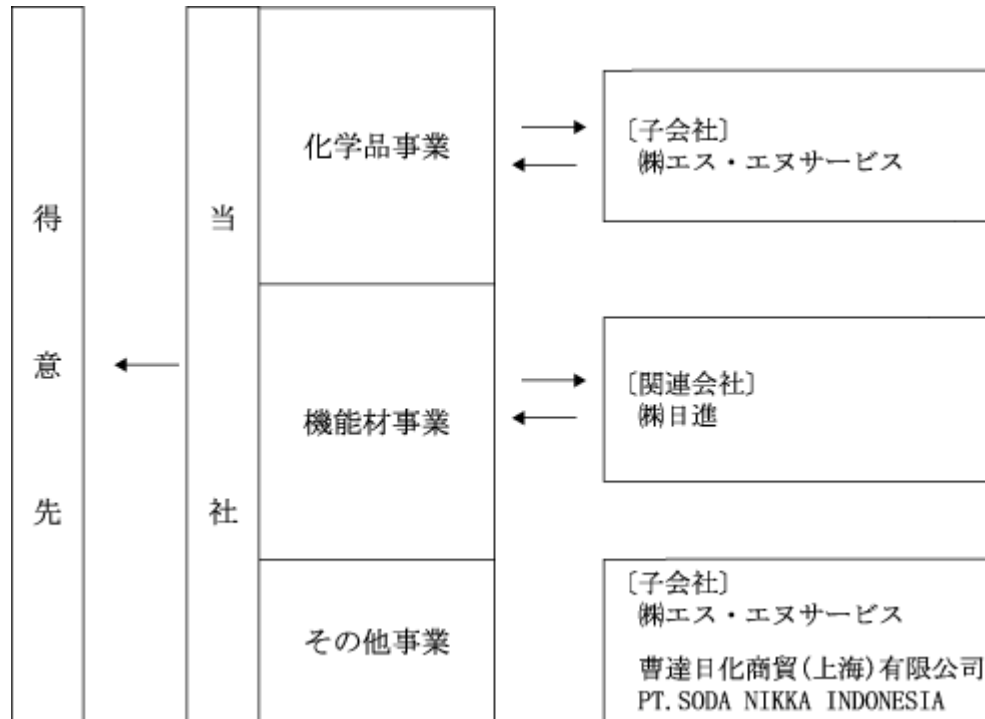 得意先
当社
化学品事業
〔子会社〕
㈱エス・エヌサービス
機能材事業
〔関連会社〕
㈱日進
その他事業
〔子会社〕
㈱エス・エヌサービス
曹達日化商貿(上海)有限公司
PT.SODA NIKKA INDONESIA